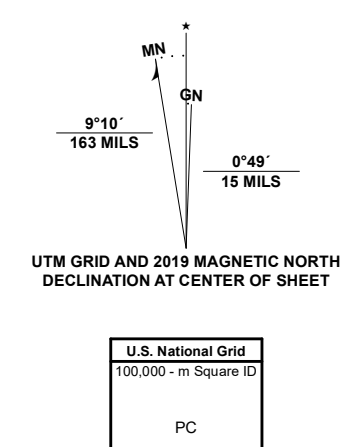 ★
MN
GN
9°10´
163 MILS
0°49´
15 MILS
UTM GRID AND 2019 MAGNETIC NORTH
DECLINATION AT CENTER OF SHEET
U.S. National Grid
100,000 - m Square ID
PC